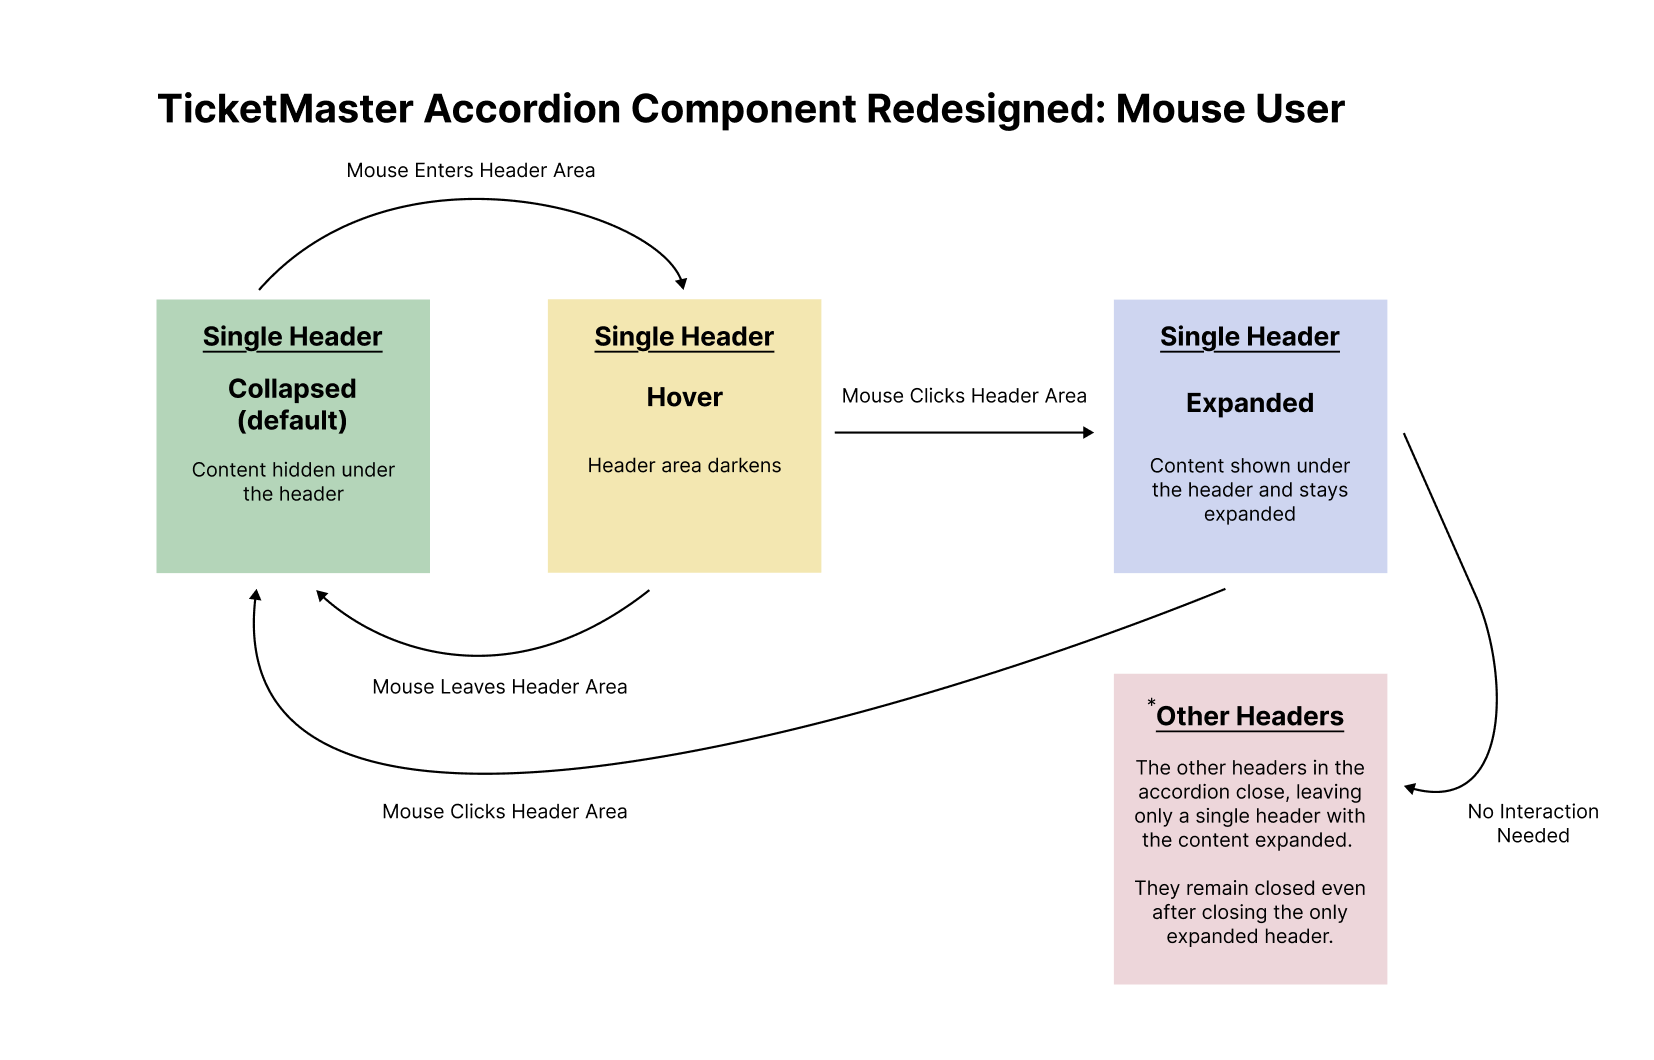 TicketMaster Accordion Component Redesigned: Mouse User
Mouse Enters Header Area
Single Header
Collapsed
(default)
Content hidden under
the header
Single Header
Hover
Header area darkens
Mouse Clicks Header Area
Single Header
Expanded
Content shown under
the header and stays
expanded
Mouse Leaves Header Area
Mouse Clicks Header Area
*Other Headers
The other headers in the
accordion close, leaving
only a single header with
the content expanded.
They remain closed even
after closing the only
expanded header.
No Interaction
Needed